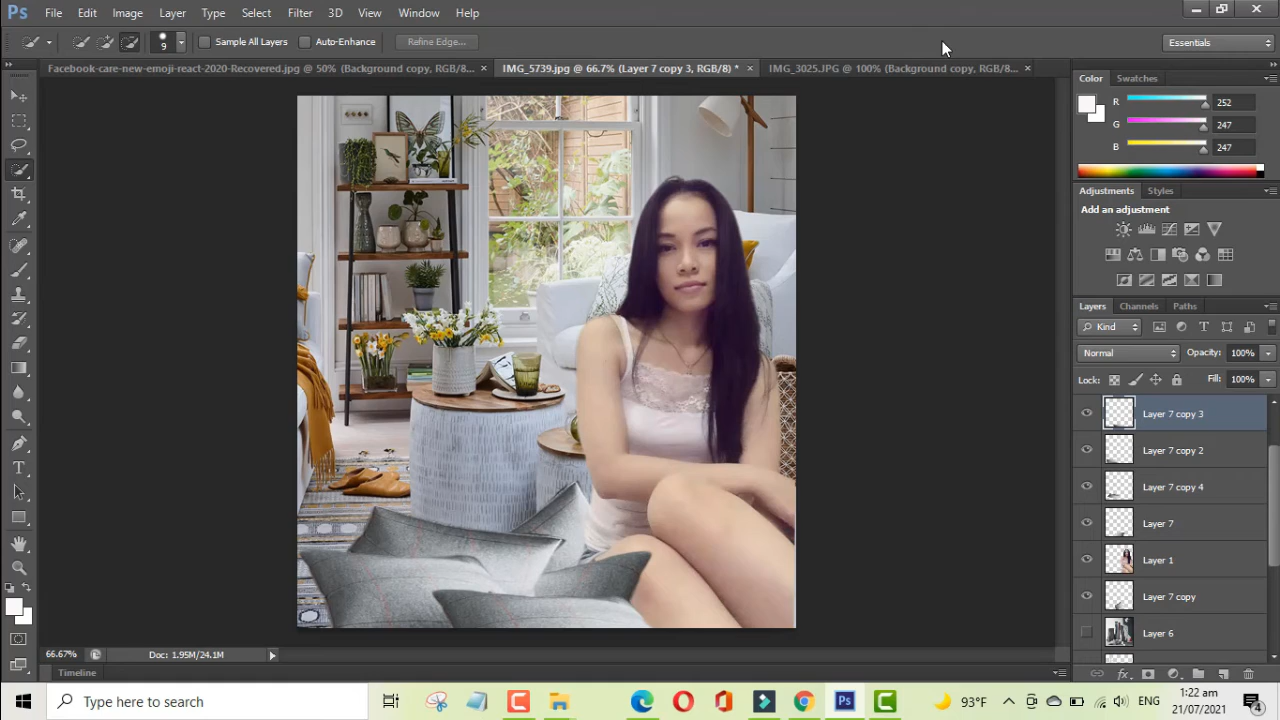 Ps File Edit Image Layer Type Select Filter 3D View Window Help
9 Sample All Layers Auto-Enhance Refine Edge... Essentials
Facebook-care-new-emoji-react-2020-Recovered.jpg @ 50% (Background copy, RGB/8... × IMG_5739.jpg @ 66.7% (Layer 7 copy 3, RGB/8) * × IMG_3025.JPG @ 100% (Background copy, RGB/8... ×
Color Swatches
R 252
G 247
B 247
Adjustments Styles
Add an adjustment
Layers Channels Paths
Kind
Normal Opacity: 100%
Lock: Fill: 100%
Layer 7 copy 3
Layer 7 copy 2
Layer 7 copy 4
Layer 7
Layer 1
Layer 7 copy
Layer 6
66.67% Doc: 1.95M/24.1M
Timeline
Type here to search Ps 93°F ENG 1:22 am
21/07/2021 4